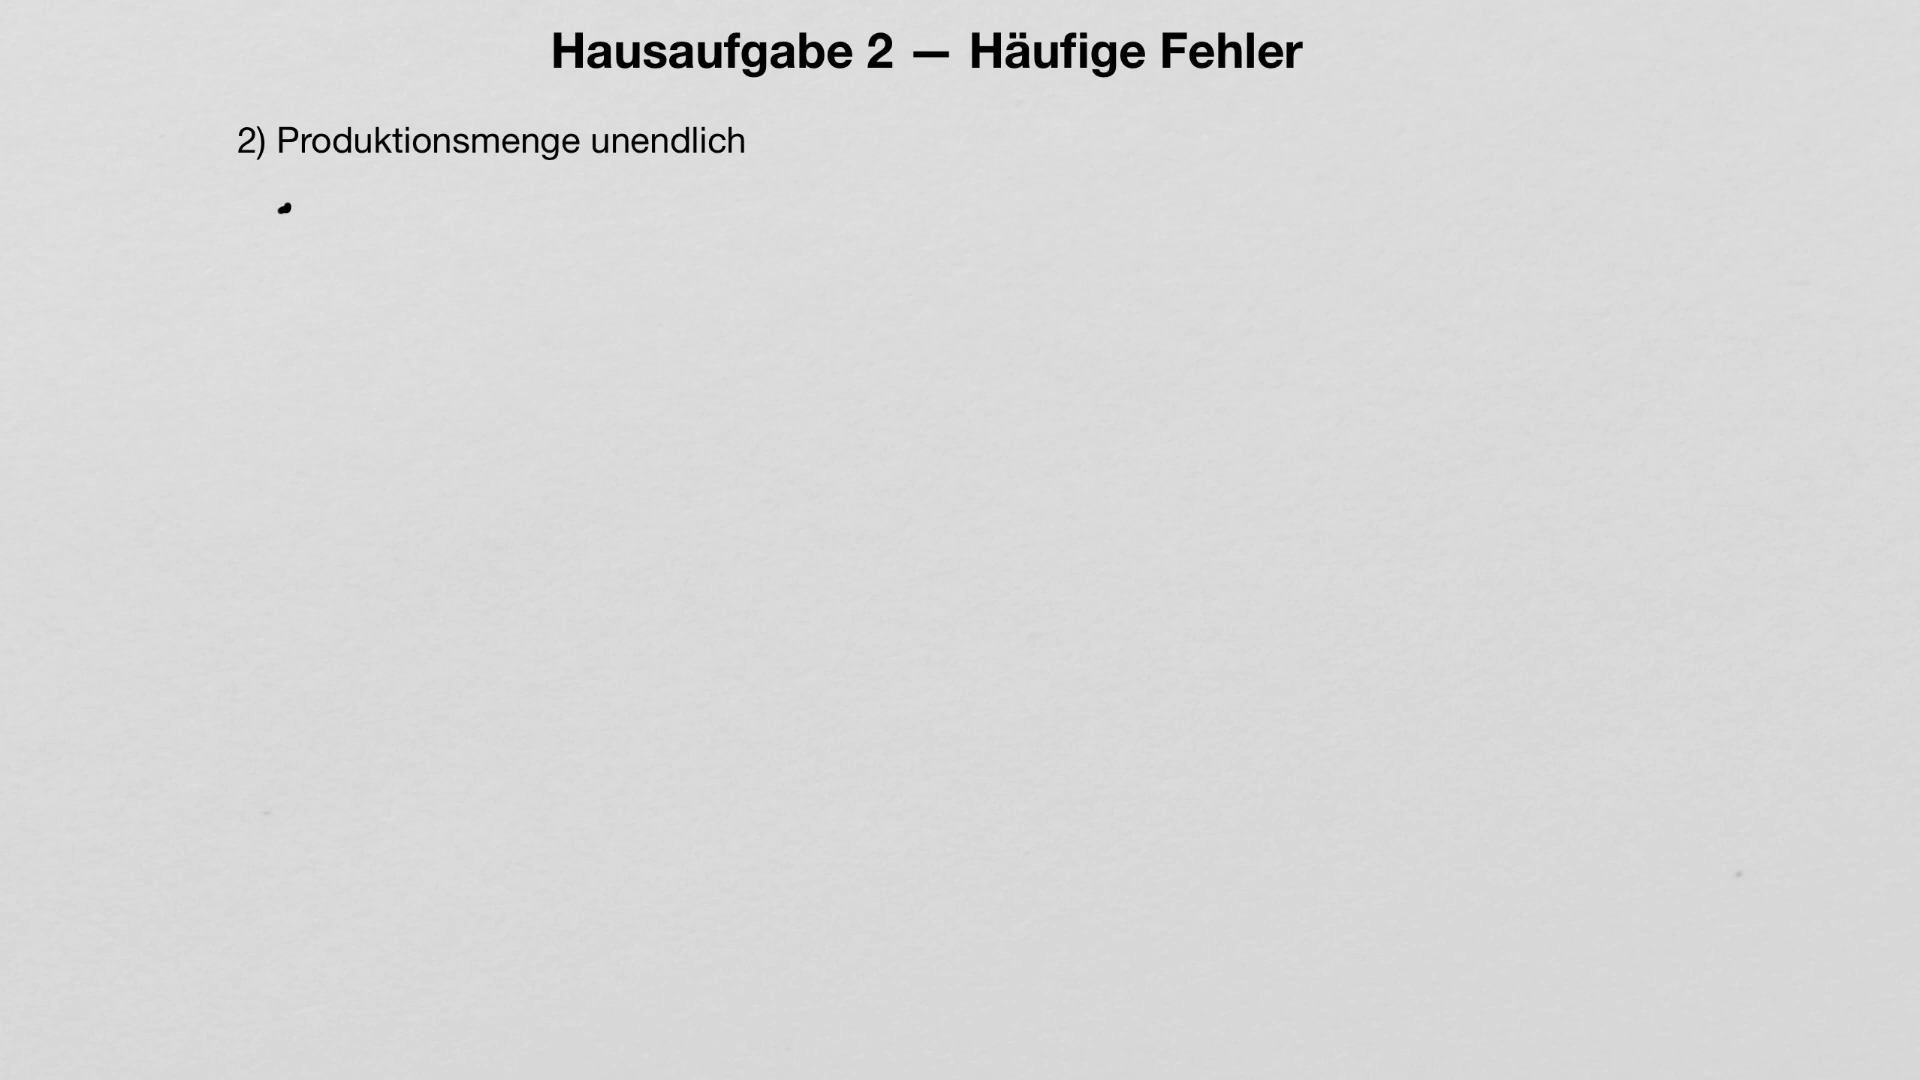 Hausaufgabe 2 — Häufige Fehler
2) Produktionsmenge unendlich